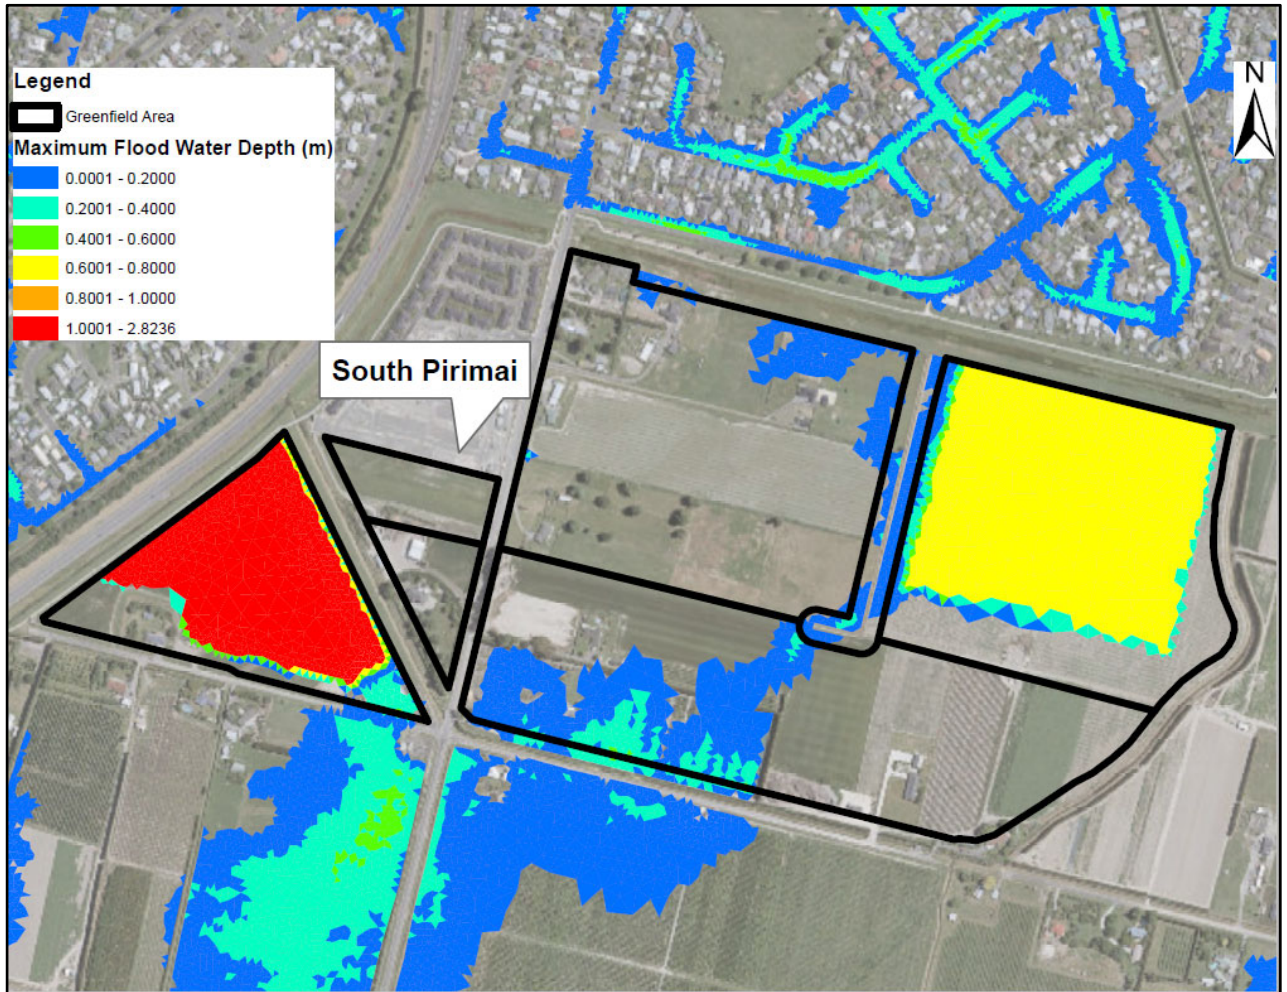 Legend
Greenfield Area
Maximum Flood Water Depth (m)
0.0001 - 0.2000
0.2001 - 0.4000
0.4001 - 0.6000
0.6001 - 0.8000
0.8001 - 1.0000
1.0001 - 2.8236
N
South Pirimai